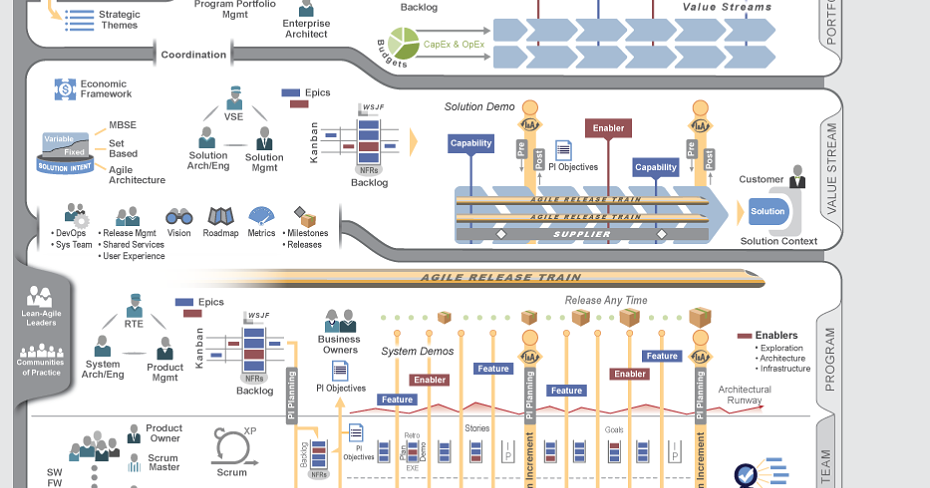 Strategic
Themes
Program Portfolio
Mgmt
Enterprise
Architect
Backlog
Value Streams
Budgets
CapEx & OpEx
PORTFO
Coordination
Economic
Framework
VSE
Solution
Arch/Eng
Solution
Mgmt
Epics
Kanban
WSJF
NFRs
Backlog
MBSE
Set
Based
Agile
Architecture
Variable
Fixed
SOLUTION INTENT
Solution Demo
Capability
Enabler
Capability
I&A
I&A
Pre
Post
Pre
Post
PI Objectives
AGILE RELEASE TRAIN
AGILE RELEASE TRAIN
SUPPLIER
Customer
Solution
Solution Context
VALUE STREAM
• DevOps
• Sys Team
• Release Mgmt
• Shared Services
• User Experience
Vision
Roadmap
Metrics
• Milestones
• Releases
AGILE RELEASE TRAIN
Lean-Agile
Leaders
Communities
of Practice
RTE
System
Arch/Eng
Product
Mgmt
Epics
Kanban
WSJF
NFRs
Backlog
Business
Owners
PI Objectives
PI Planning
Release Any Time
System Demos
Feature
Enabler
Feature
Feature
Enabler
Feature
I&A
I&A
PI Planning
PI Planning
Enablers
• Exploration
• Architecture
• Infrastructure
Architectural
Runway
PROGRAM
Product
Owner
Scrum
Master
SW
FW
XP
Scrum
Backlog
NFRs
PI
Objectives
Plan
Retro
Demo
EXE
Stories
IP
Goals
IP
n Increment
n Increment
TEAM